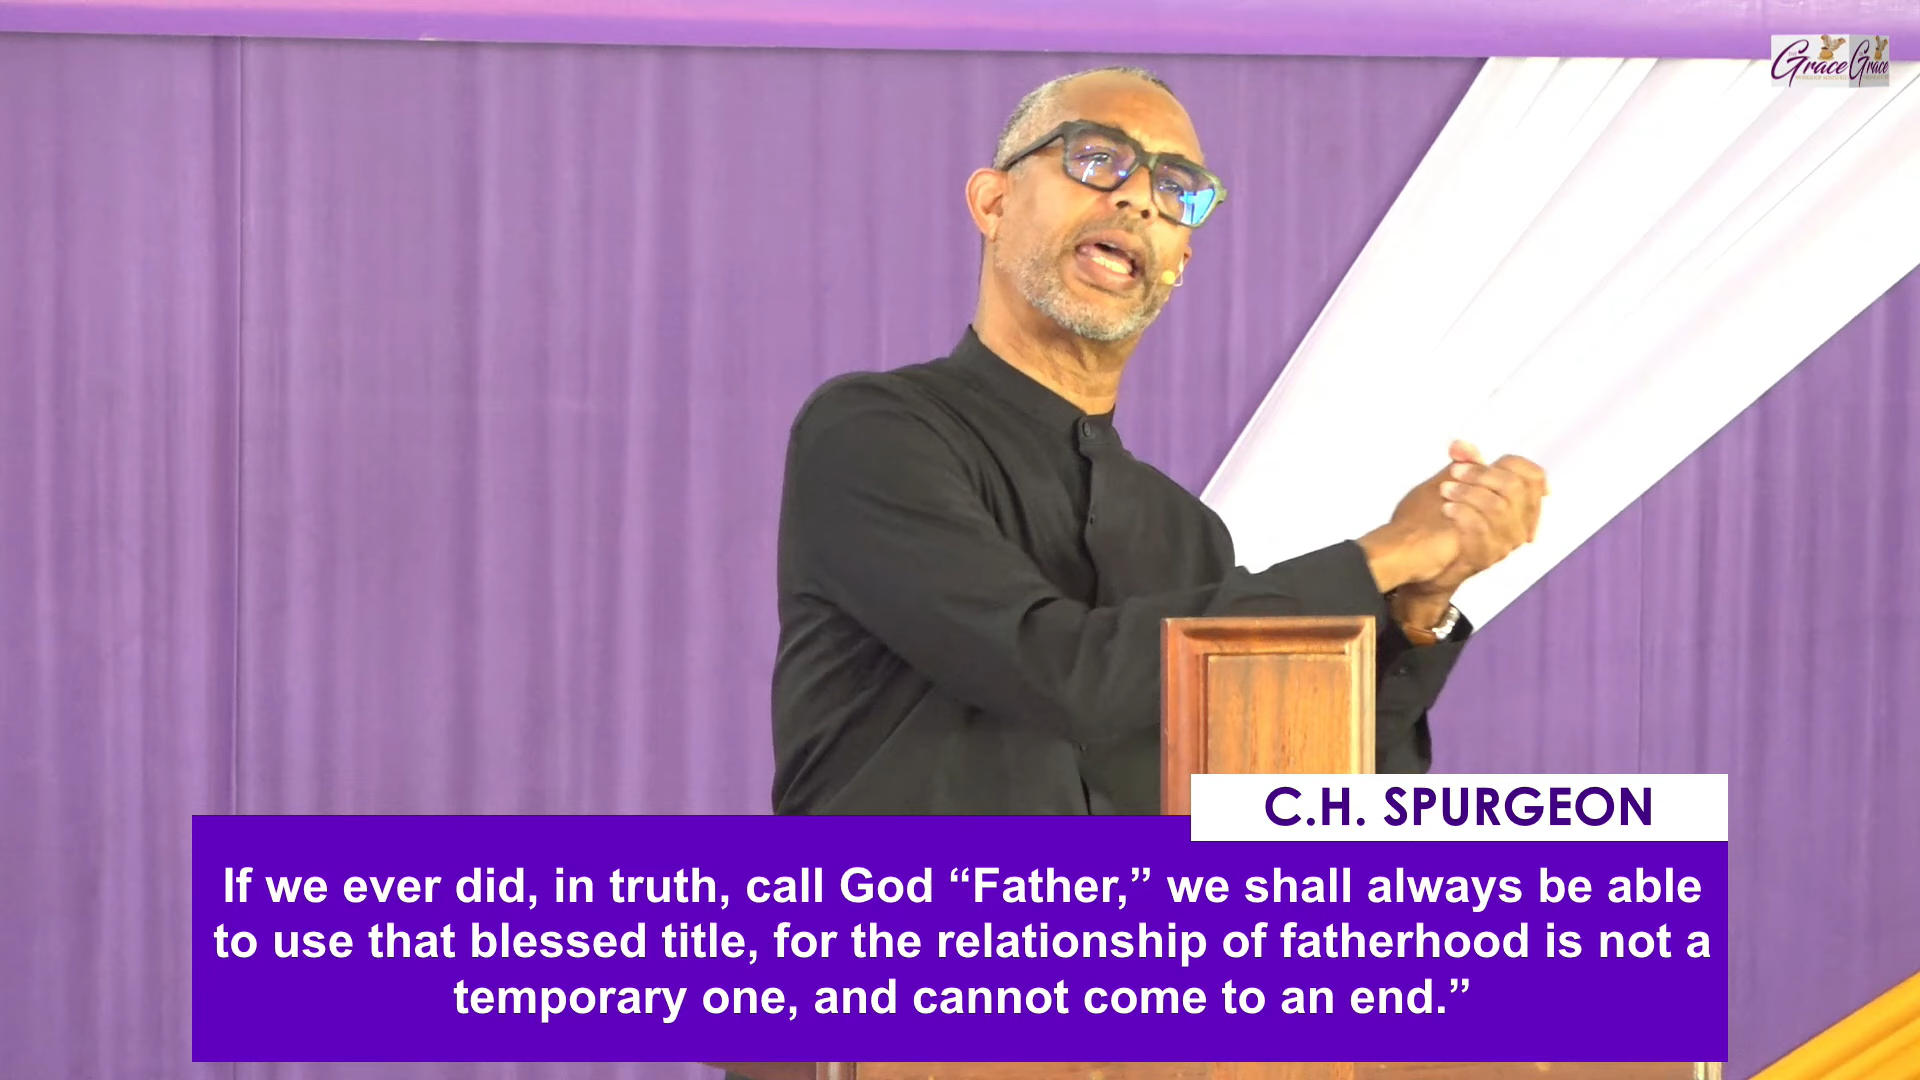 Grace Grace
C.H. SPURGEON
If we ever did, in truth, call God “Father,” we shall always be able
to use that blessed title, for the relationship of fatherhood is not a
temporary one, and cannot come to an end.”